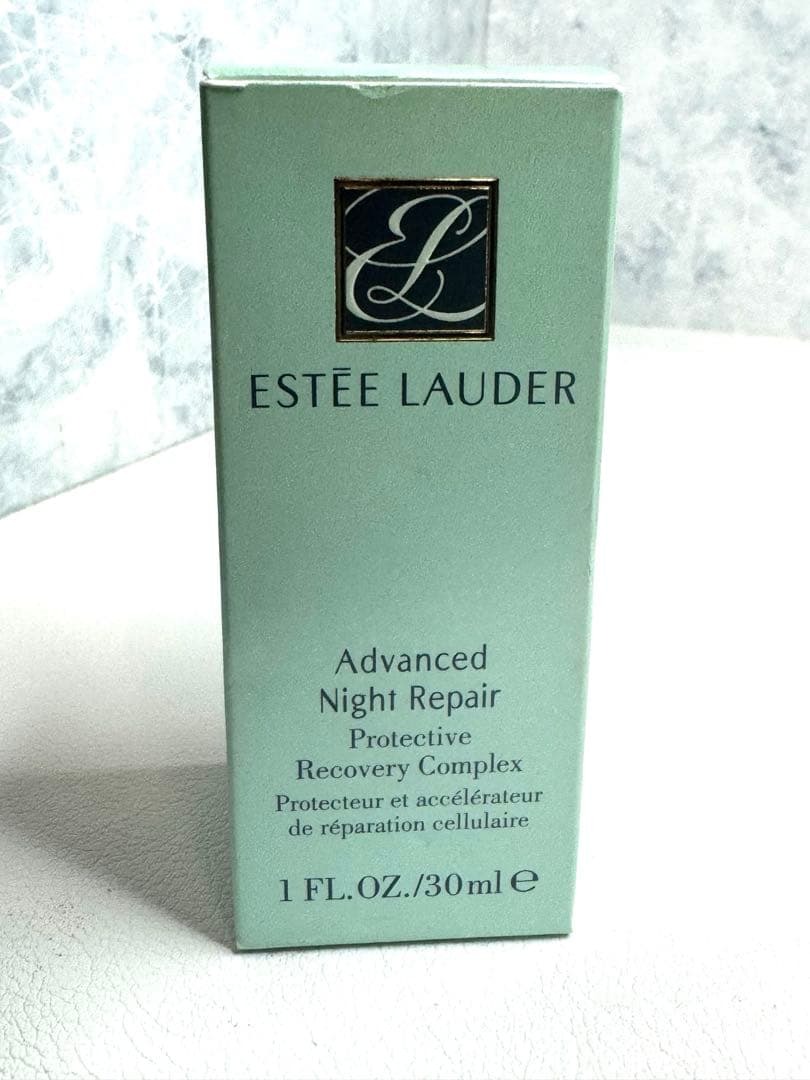 EL
ESTĒE LAUDER
Advanced
Night Repair
Protective
Recovery Complex
Protecteur et accélérateur
de réparation cellulaire
1 FL.OZ./30ml e